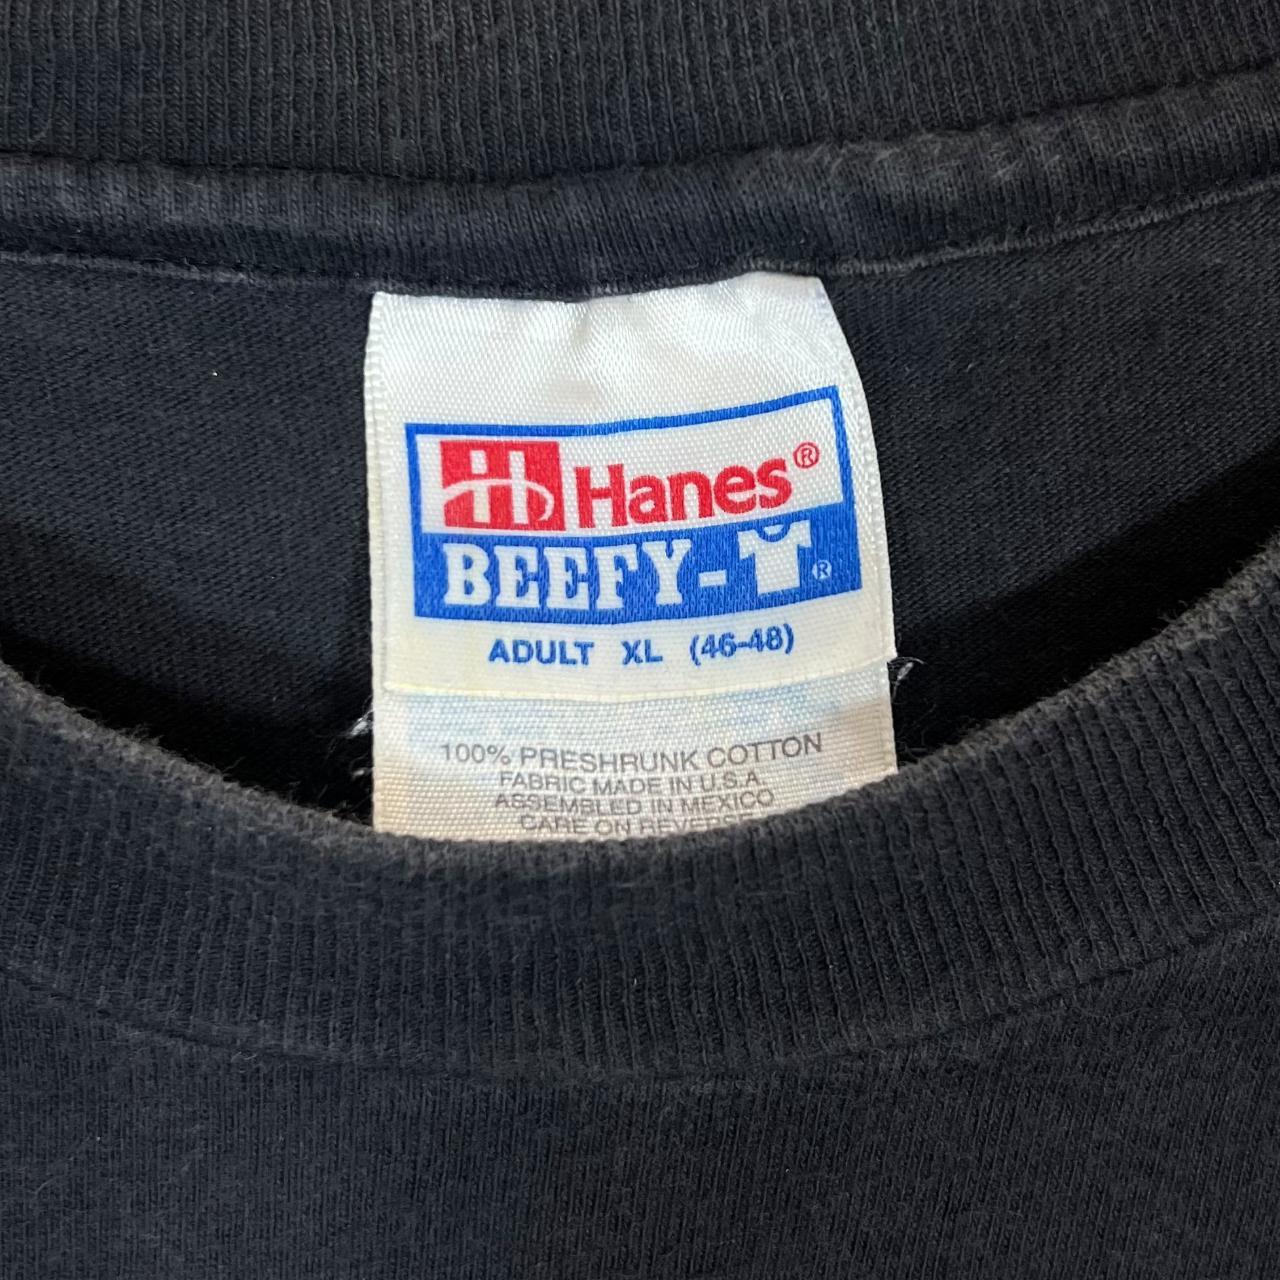 Hanes®
BEEFY-T®
ADULT XL (46-48)
100% PRESHRUNK COTTON
FABRIC MADE IN U.S.A.
ASSEMBLED IN MEXICO
CARE ON REVERSE